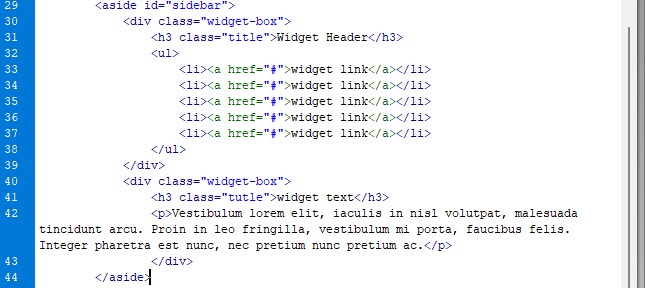 29 <aside id="sidebar">
30 <div class="widget-box">
31 <h3 class="title">Widget Header</h3>
32 <ul>
33 <li><a href="#">widget link</a></li>
34 <li><a href="#">widget link</a></li>
35 <li><a href="#">widget link</a></li>
36 <li><a href="#">widget link</a></li>
37 <li><a href="#">widget link</a></li>
38 </ul>
39 </div>
40 <div class="widget-box">
41 <h3 class="tutle">widget text</h3>
42 <p>Vestibulum lorem elit, iaculis in nisl volutpat, malesuada
tincidunt arcu. Proin in leo fringilla, vestibulum mi porta, faucibus felis.
Integer pharetra est nunc, nec pretium nunc pretium ac.</p>
43 </div>
44 </aside>